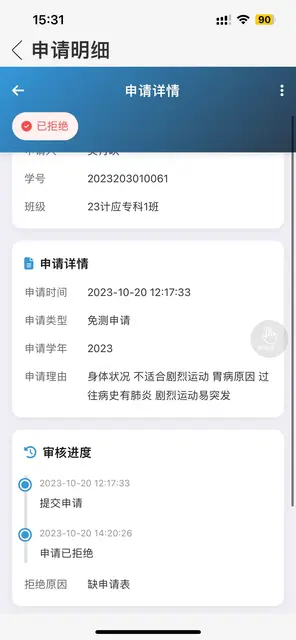 15:31
90
申请明细
申请详情
已拒绝
学号 2023203010061
班级 23计应专科1班
申请详情
申请时间 2023-10-20 12:17:33
申请类型 免测申请
申请学年 2023
申请理由 身体状况 不适合剧烈运动 胃病原因 过
往病史有肺炎 剧烈运动易突发
审核进度
2023-10-20 12:17:33
提交申请
2023-10-20 14:20:26
申请已拒绝
拒绝原因 缺申请表